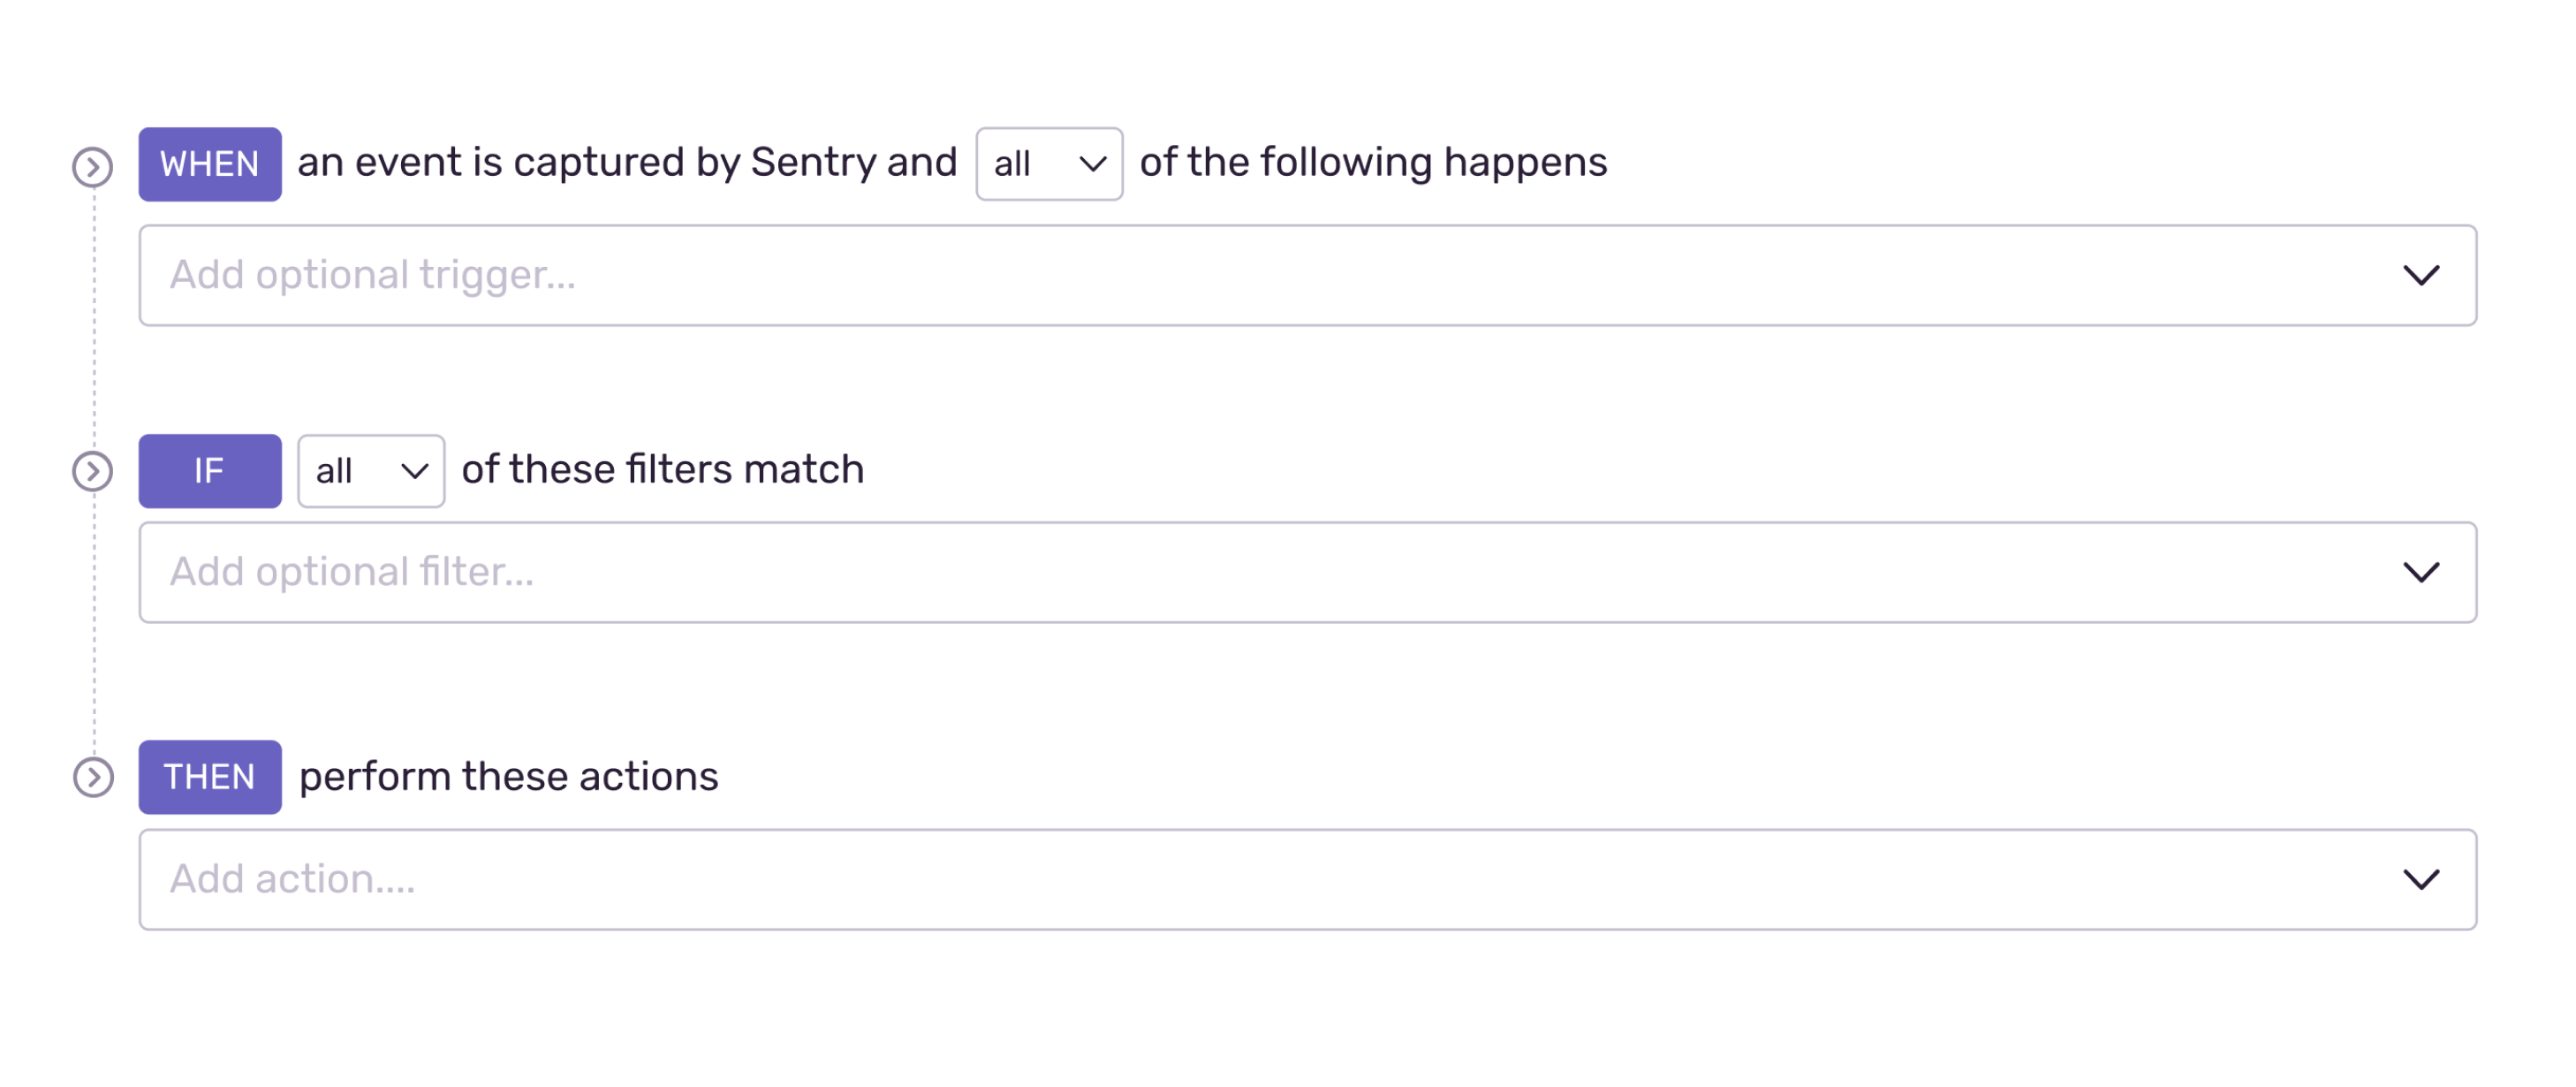 WHEN an event is captured by Sentry and all of the following happens
Add optional trigger...
IF all of these filters match
Add optional filter...
THEN perform these actions
Add action....